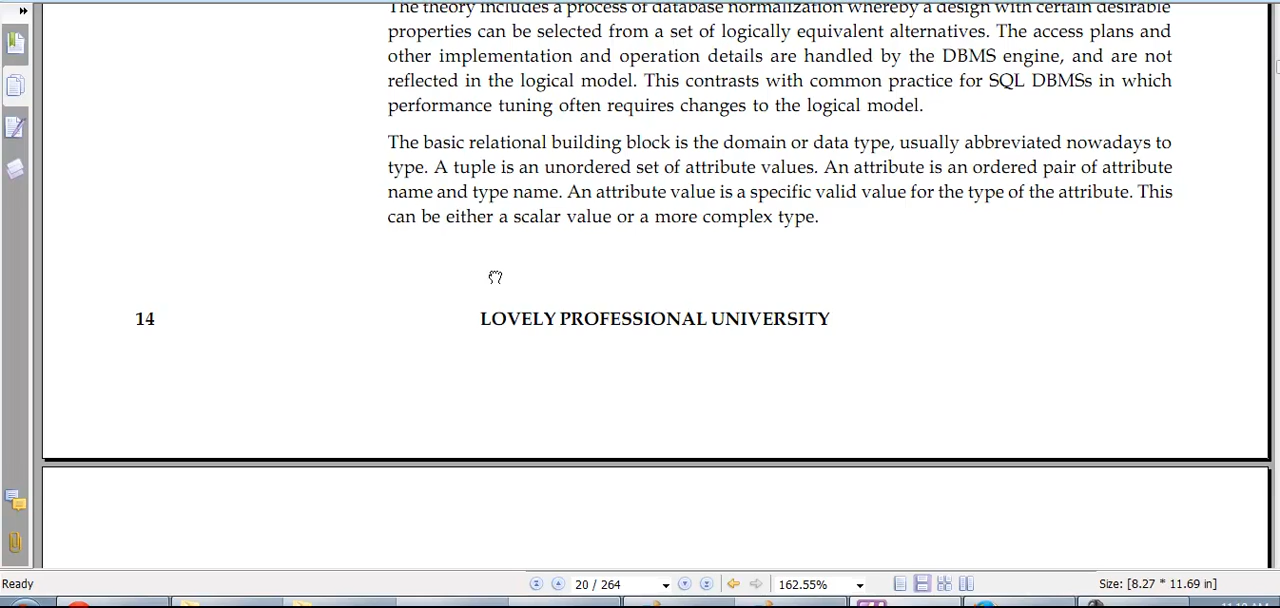 The theory includes a process of database normalization whereby a design with certain desirable
properties can be selected from a set of logically equivalent alternatives. The access plans and
other implementation and operation details are handled by the DBMS engine, and are not
reflected in the logical model. This contrasts with common practice for SQL DBMSs in which
performance tuning often requires changes to the logical model.
The basic relational building block is the domain or data type, usually abbreviated nowadays to
type. A tuple is an unordered set of attribute values. An attribute is an ordered pair of attribute
name and type name. An attribute value is a specific valid value for the type of the attribute. This
can be either a scalar value or a more complex type.
14 LOVELY PROFESSIONAL UNIVERSITY
Ready 20 / 264 162.55% Size: [8.27 * 11.69 in]